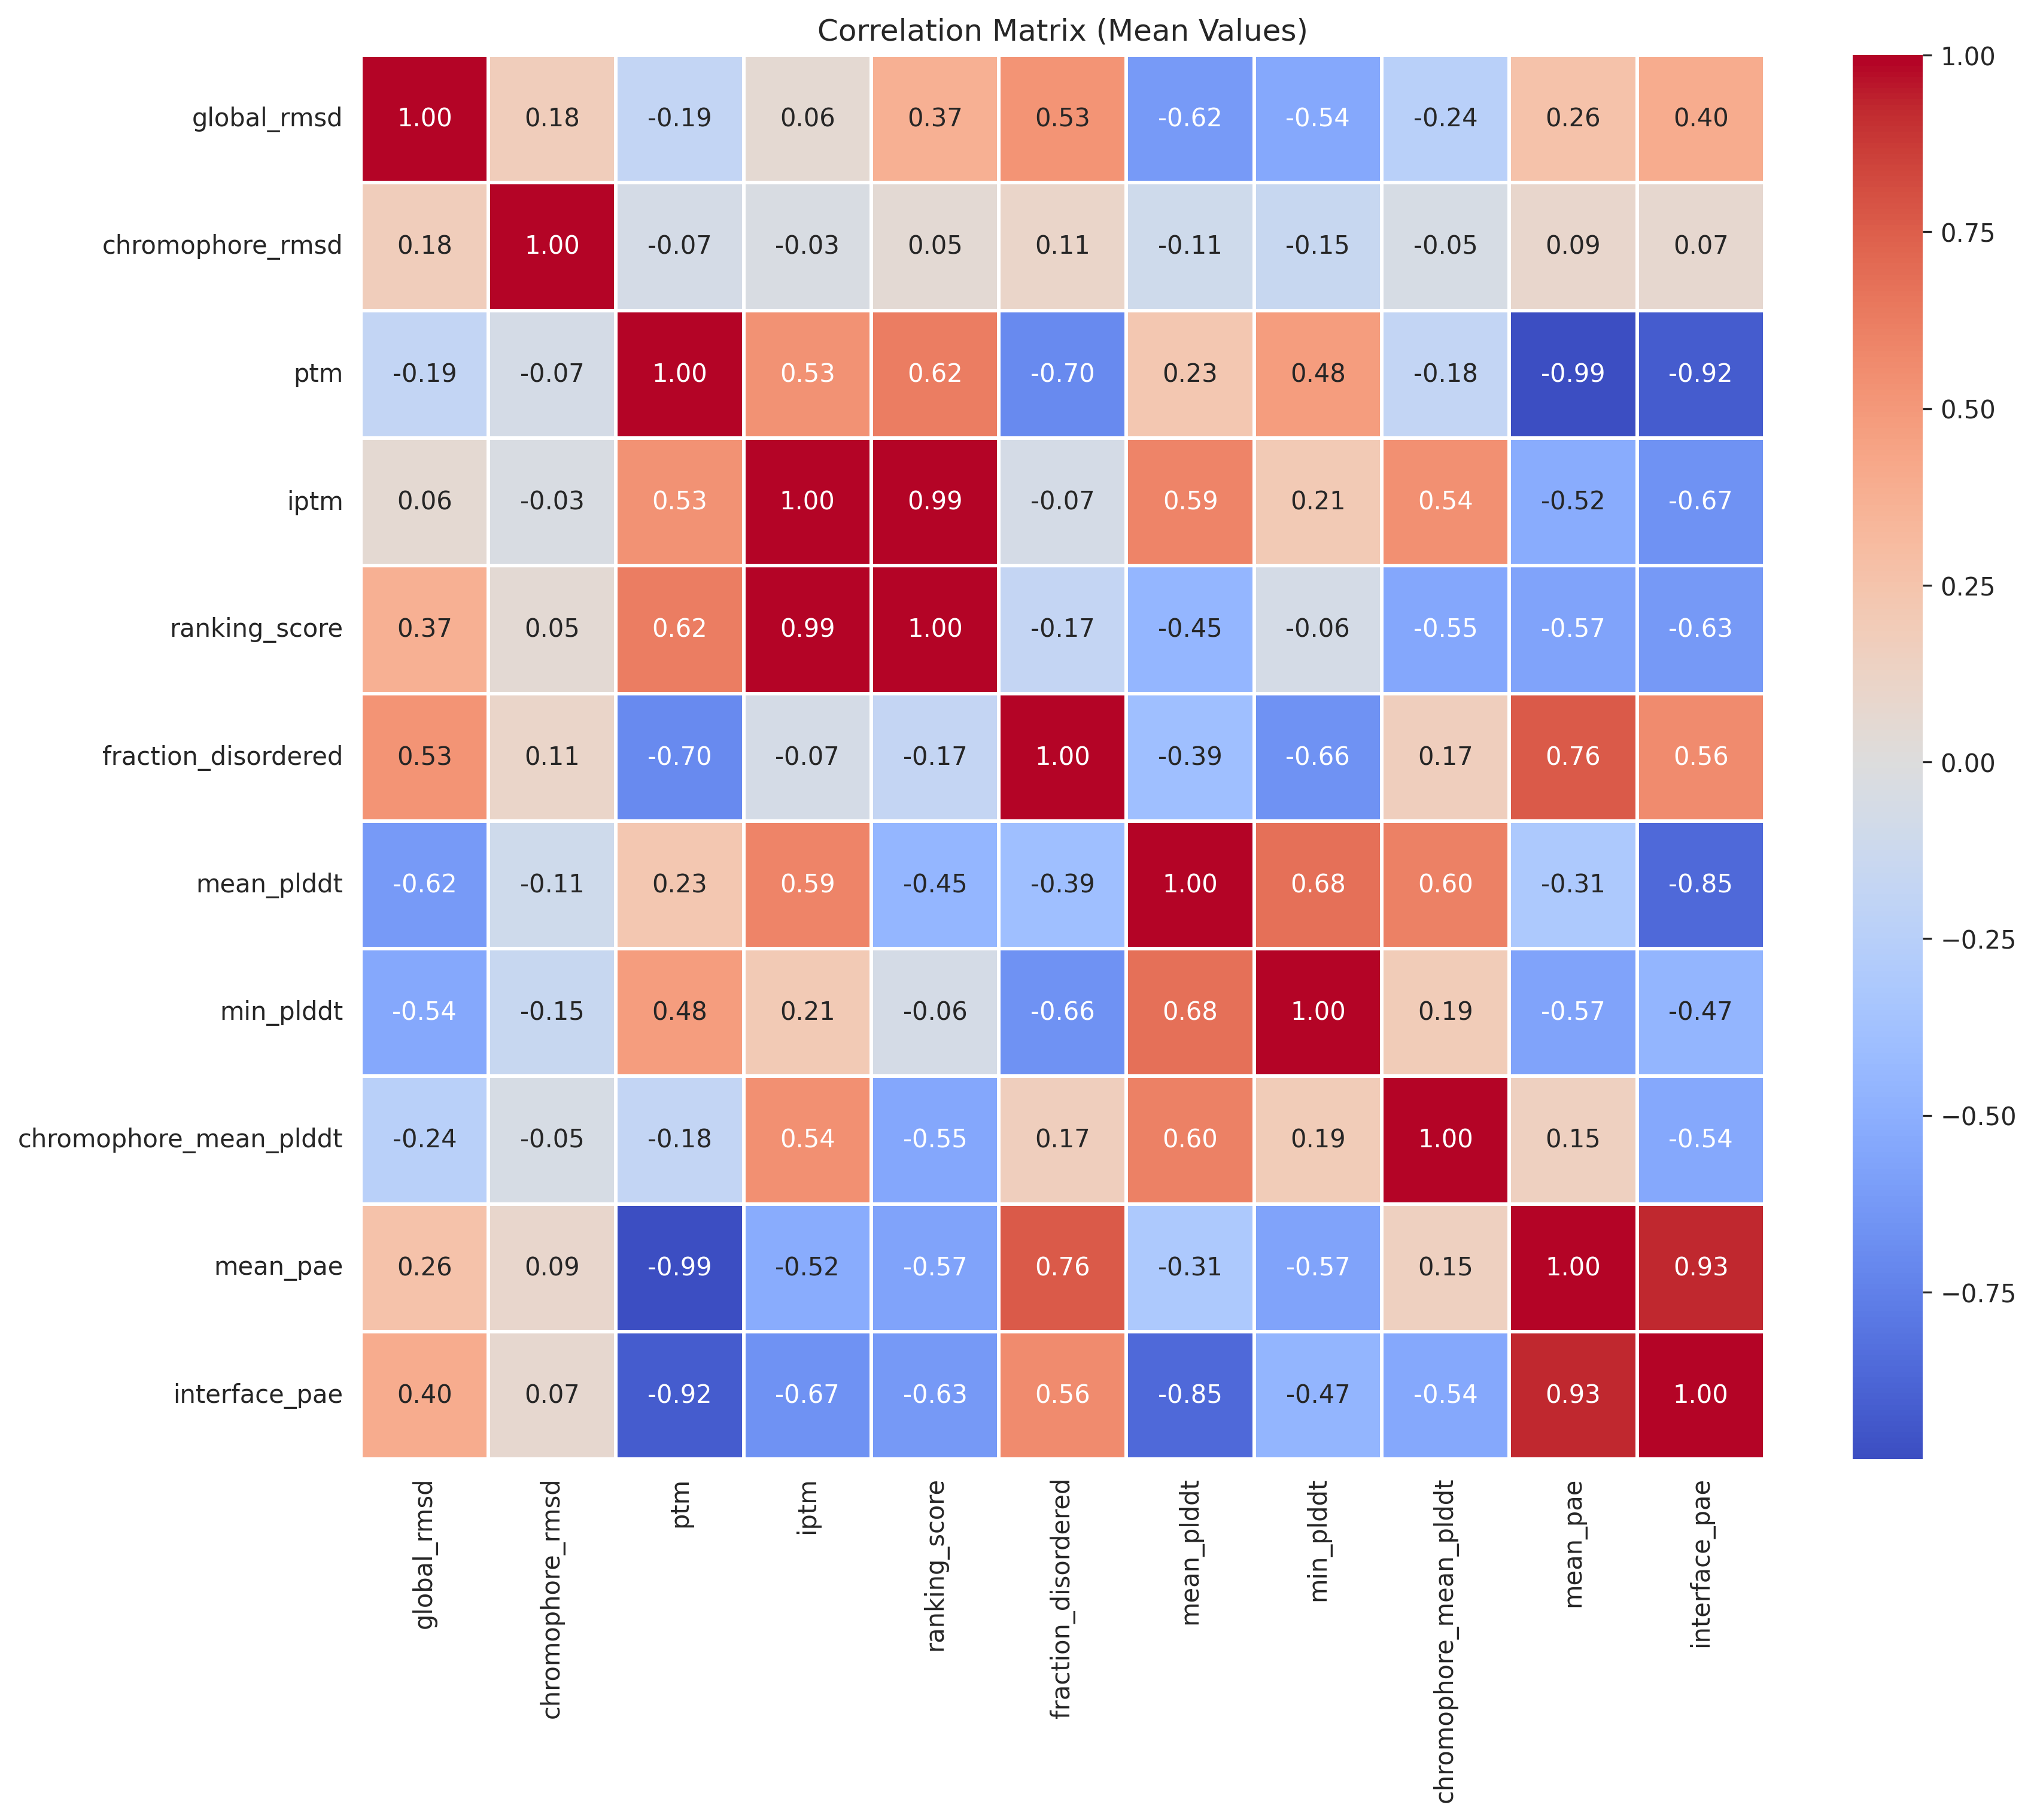 Correlation Matrix (Mean Values)
global_rmsd 1.00 0.18 -0.19 0.06 0.37 0.53 -0.62 -0.54 -0.24 0.26 0.40
chromophore_rmsd 0.18 1.00 -0.07 -0.03 0.05 0.11 -0.11 -0.15 -0.05 0.09 0.07
ptm -0.19 -0.07 1.00 0.53 0.62 -0.70 0.23 0.48 -0.18 -0.99 -0.92
iptm 0.06 -0.03 0.53 1.00 0.99 -0.07 0.59 0.21 0.54 -0.52 -0.67
ranking_score 0.37 0.05 0.62 0.99 1.00 -0.17 -0.45 -0.06 -0.55 -0.57 -0.63
fraction_disordered 0.53 0.11 -0.70 -0.07 -0.17 1.00 -0.39 -0.66 0.17 0.76 0.56
mean_plddt -0.62 -0.11 0.23 0.59 -0.45 -0.39 1.00 0.68 0.60 -0.31 -0.85
min_plddt -0.54 -0.15 0.48 0.21 -0.06 -0.66 0.68 1.00 0.19 -0.57 -0.47
chromophore_mean_plddt -0.24 -0.05 -0.18 0.54 -0.55 0.17 0.60 0.19 1.00 0.15 -0.54
mean_pae 0.26 0.09 -0.99 -0.52 -0.57 0.76 -0.31 -0.57 0.15 1.00 0.93
interface_pae 0.40 0.07 -0.92 -0.67 -0.63 0.56 -0.85 -0.47 -0.54 0.93 1.00
global_rmsd
chromophore_rmsd
ptm
iptm
ranking_score
fraction_disordered
mean_plddt
min_plddt
chromophore_mean_plddt
mean_pae
interface_pae
1.00
0.75
0.50
0.25
0.00
−0.25
−0.50
−0.75